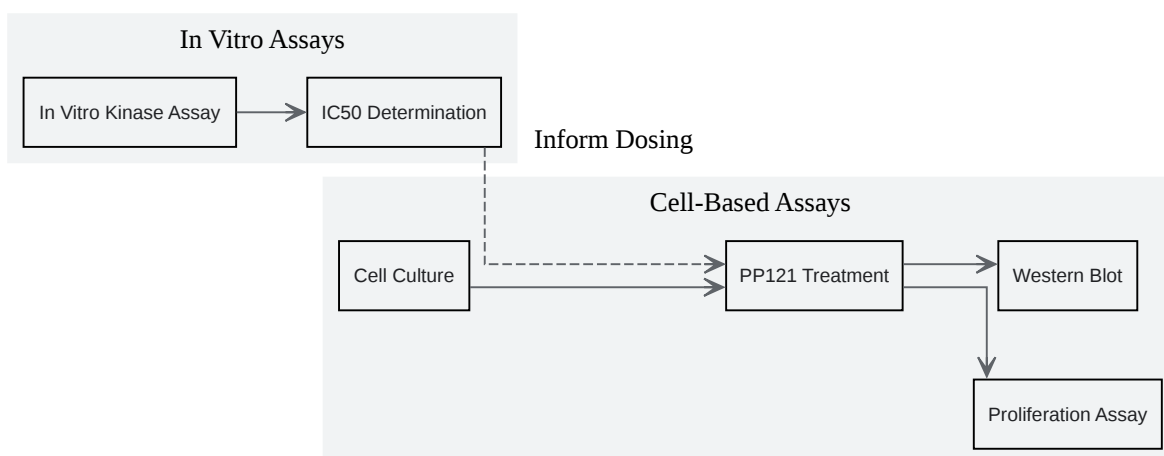 In Vitro Assays
In Vitro Kinase Assay
IC50 Determination
Inform Dosing
Cell-Based Assays
Cell Culture
PP121 Treatment
Western Blot
Proliferation Assay